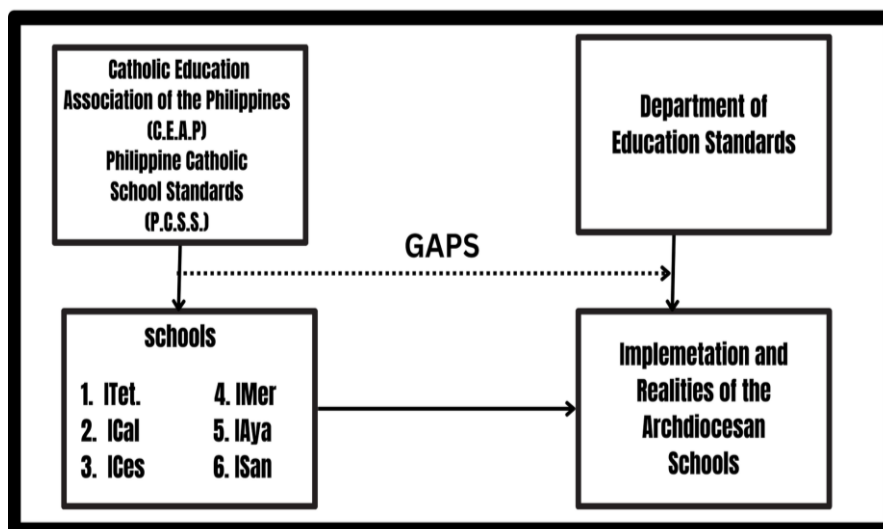 Catholic Education
Association of the Philippines
(C.E.A.P)
Philippine Catholic
School Standards
(P.C.S.S.)
Department of
Education Standards
GAPS
schools
1. ITet.
2. ICal
3. ICes
4. IMer
5. IAya
6. ISan
Implemetation and
Realities of the
Archdiocesan
Schools